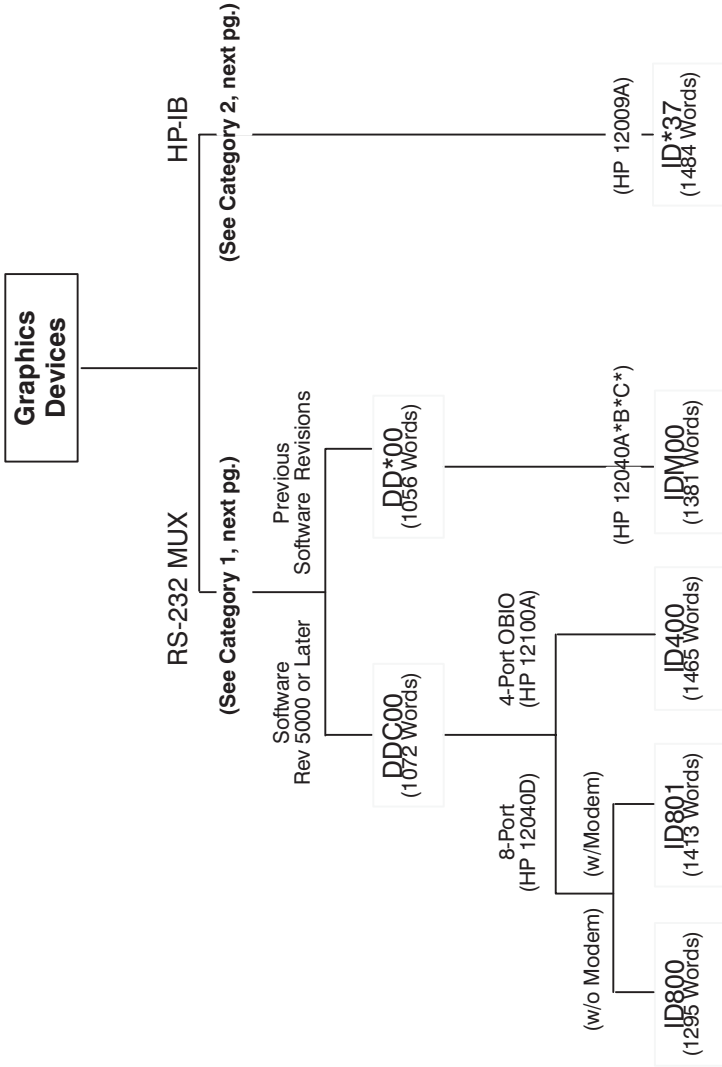 Graphics
Devices
RS-232 MUX
HP-IB
(See Category 1, next pg.)
(See Category 2, next pg.)
Software
Rev 5000 or Later
Previous
Software Revisions
DDC00
(1072 Words)
DD*00
(1056 Words)
8-Port
(HP 12040D)
4-Port OBIO
(HP 12100A)
(w/o Modem)
(w/Modem)
(HP 12040A*B*C*)
(HP 12009A)
ID800
(1295 Words)
ID801
(1413 Words)
ID400
(1465 Words)
IDM00
(1381 Words)
ID*37
(1484 Words)